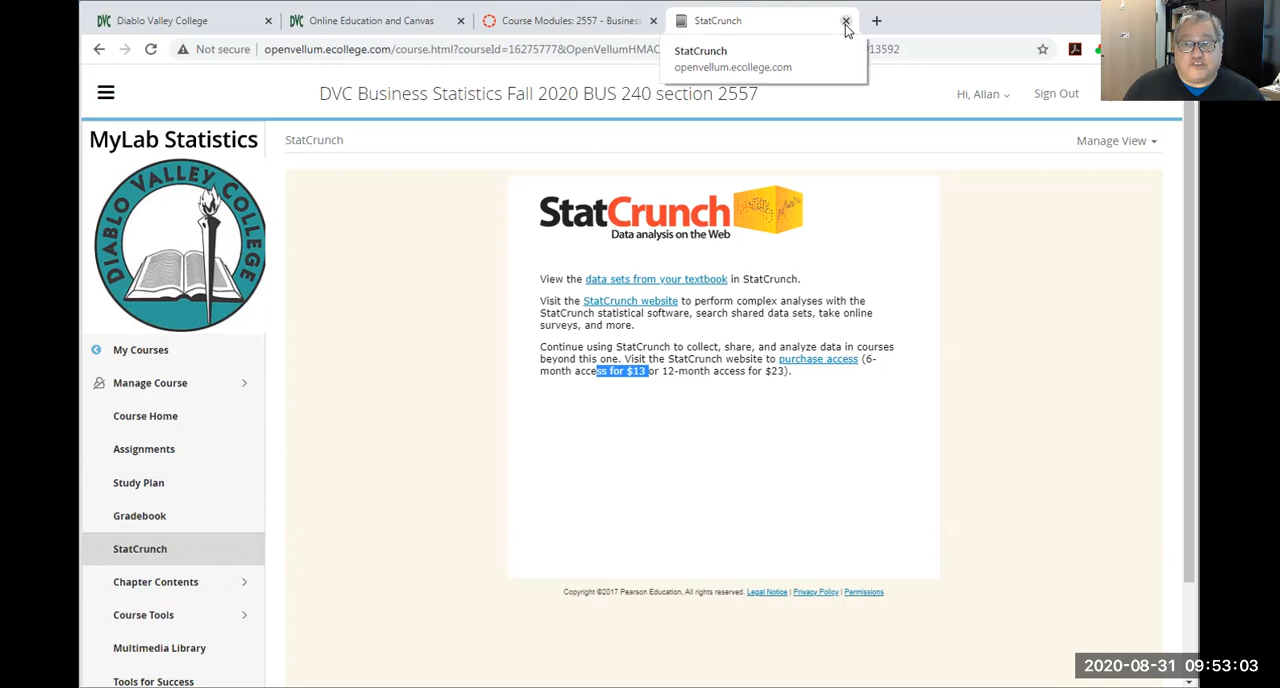 DVC Diablo Valley College
DVC Online Education and Canvas
Course Modules: 2557 - Business
StatCrunch
Not secure
openvellum.ecollege.com/course.html?courseId=16275777&OpenVellumHMAC
13592
StatCrunch
openvellum.ecollege.com
DVC Business Statistics Fall 2020 BUS 240 section 2557
Hi, Allan
Sign Out
MyLab Statistics
StatCrunch
Manage View
DIABLO VALLEY COLLEGE
StatCrunch
Data analysis on the Web
View the data sets from your textbook in StatCrunch.
Visit the StatCrunch website to perform complex analyses with the
StatCrunch statistical software, search shared data sets, take online
surveys, and more.
Continue using StatCrunch to collect, share, and analyze data in courses
beyond this one. Visit the StatCrunch website to purchase access (6-
month access for $13 or 12-month access for $23).
My Courses
Manage Course
Course Home
Assignments
Study Plan
Gradebook
StatCrunch
Chapter Contents
Course Tools
Multimedia Library
Tools for Success
Copyright ©2017 Pearson Education, All rights reserved. Legal Notice | Privacy Policy | Permissions
2020-08-31 09:53:03